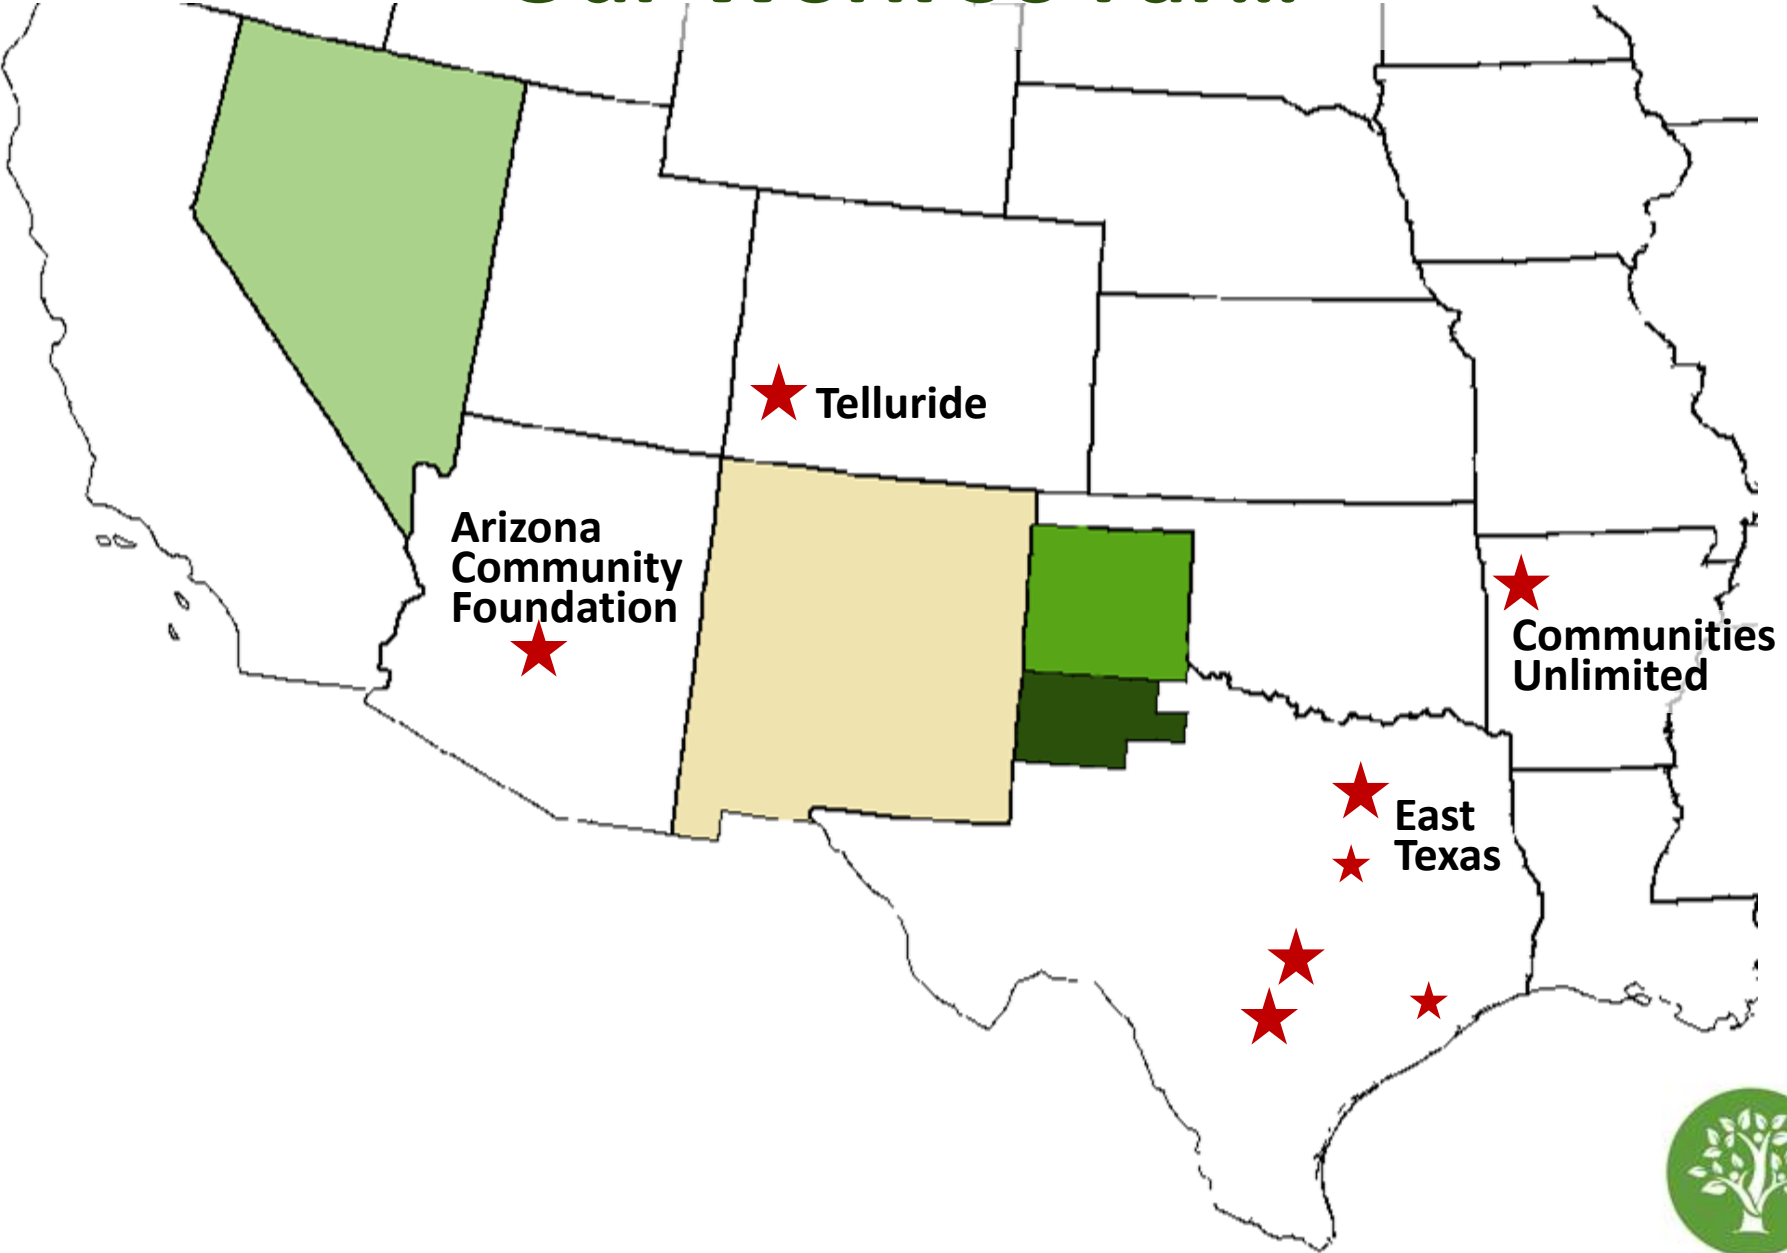 Telluride
Arizona
Community
Foundation
Communities
Unlimited
East
Texas